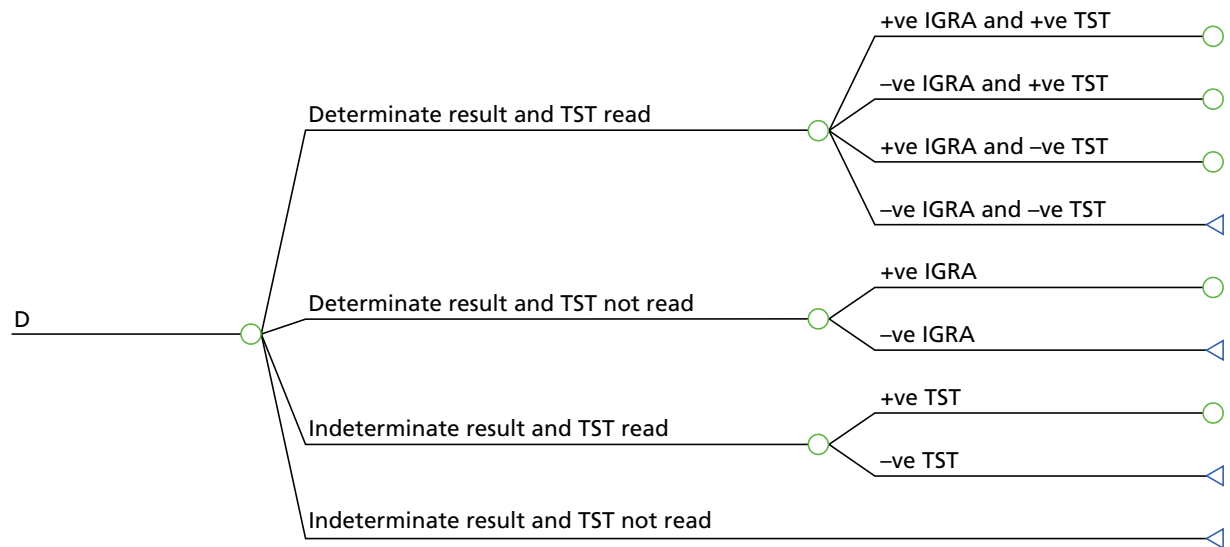 +ve IGRA and +ve TST
–ve IGRA and +ve TST
Determinate result and TST read
+ve IGRA and –ve TST
–ve IGRA and –ve TST
+ve IGRA
Determinate result and TST not read
D
–ve IGRA
+ve TST
Indeterminate result and TST read
–ve TST
Indeterminate result and TST not read